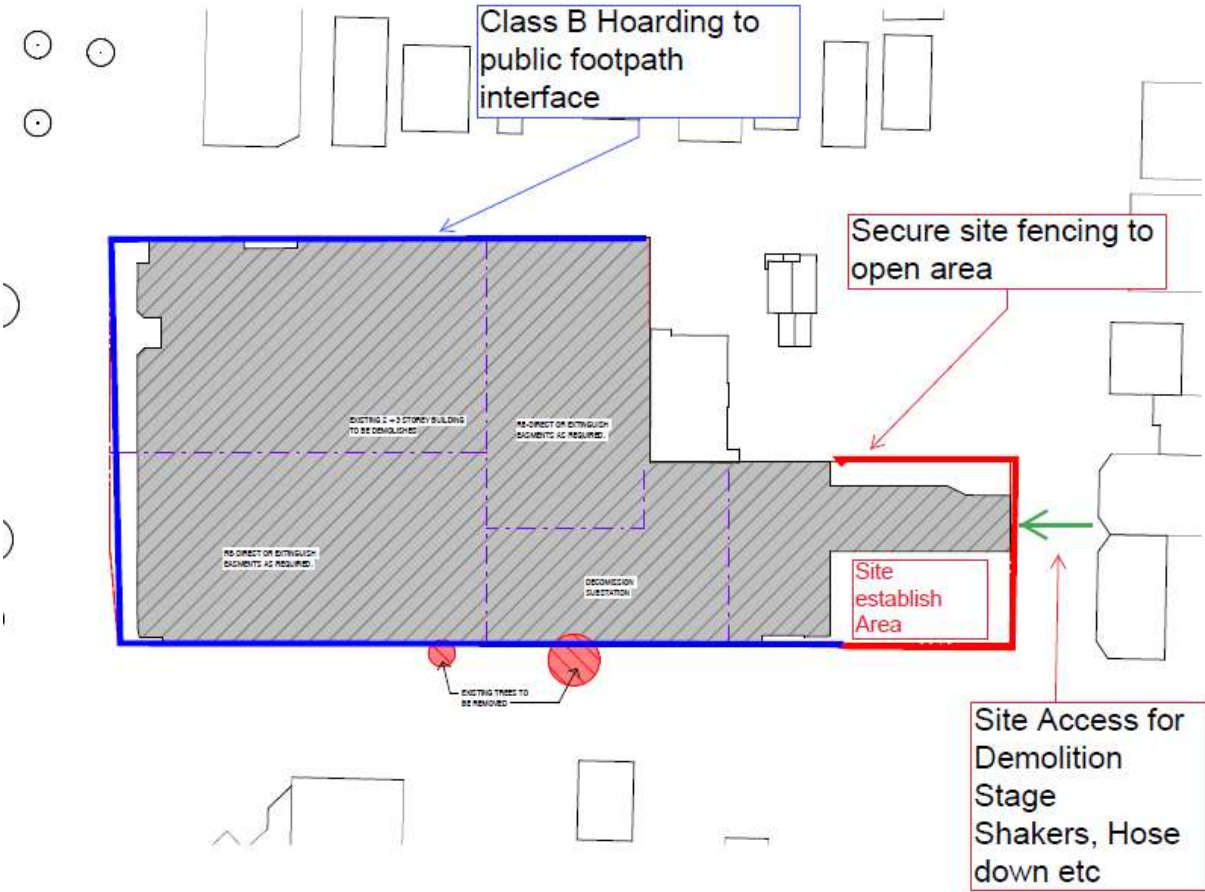 Class B Hoarding to
public footpath
interface
Secure site fencing to
open area
EXISTING 2 - 3 STOREY BUILDING
TO BE DEMOLISHED
RE-DIRECT OR EXTINGUISH
EASMENTS AS REQUIRED.
RE-DIRECT OR EXTINGUISH
EASMENTS AS REQUIRED.
DECOMISSION
SUBSTATION
Site
establish
Area
EXISTING TREES TO
BE REMOVED
Site Access for
Demolition
Stage
Shakers, Hose
down etc